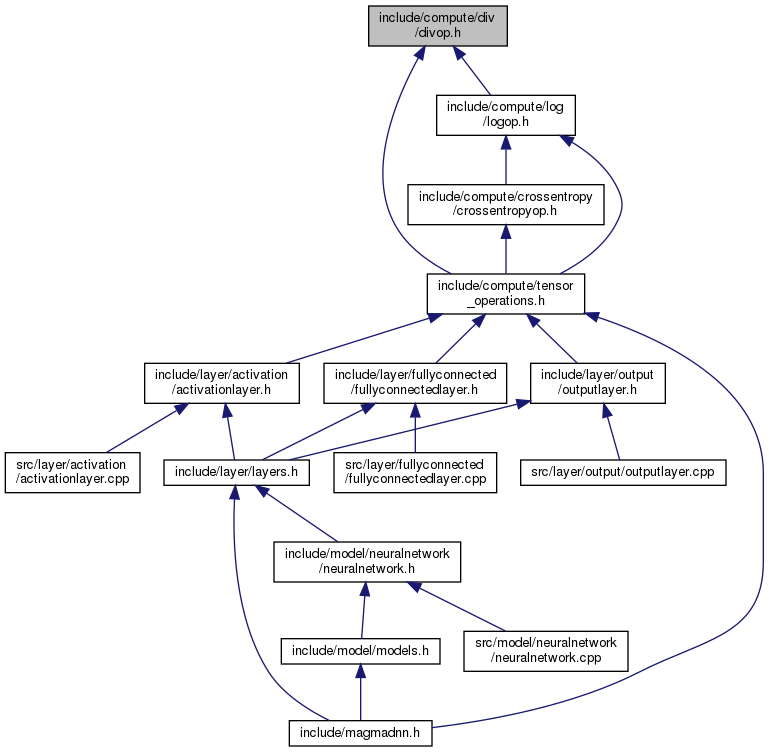 include/compute/div
/divop.h
include/compute/log
/logop.h
include/compute/crossentropy
/crossentropyop.h
include/compute/tensor
_operations.h
include/layer/activation
/activationlayer.h
include/layer/fullyconnected
/fullyconnectedlayer.h
include/layer/output
/outputlayer.h
src/layer/activation
/activationlayer.cpp
include/layer/layers.h
src/layer/fullyconnected
/fullyconnectedlayer.cpp
src/layer/output/outputlayer.cpp
include/model/neuralnetwork
/neuralnetwork.h
include/model/models.h
src/model/neuralnetwork
/neuralnetwork.cpp
include/magmadnn.h